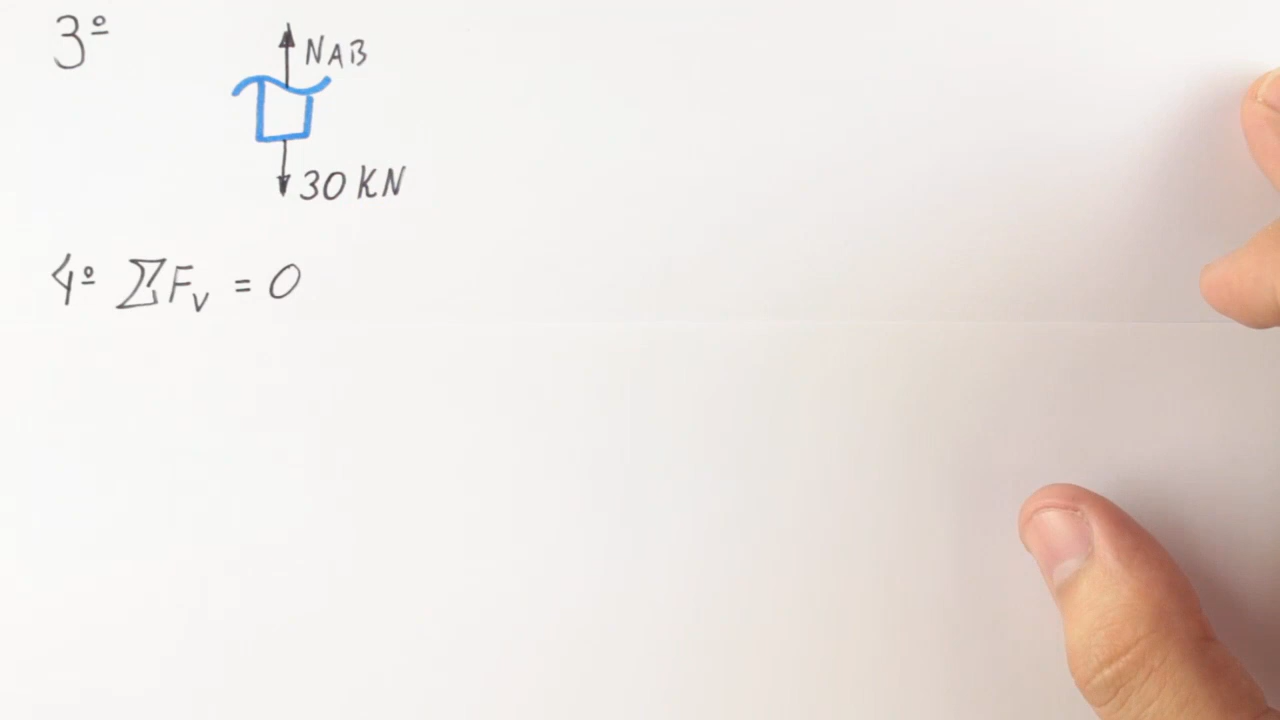 3º
NAB
30 KN
4º ΣFv = 0